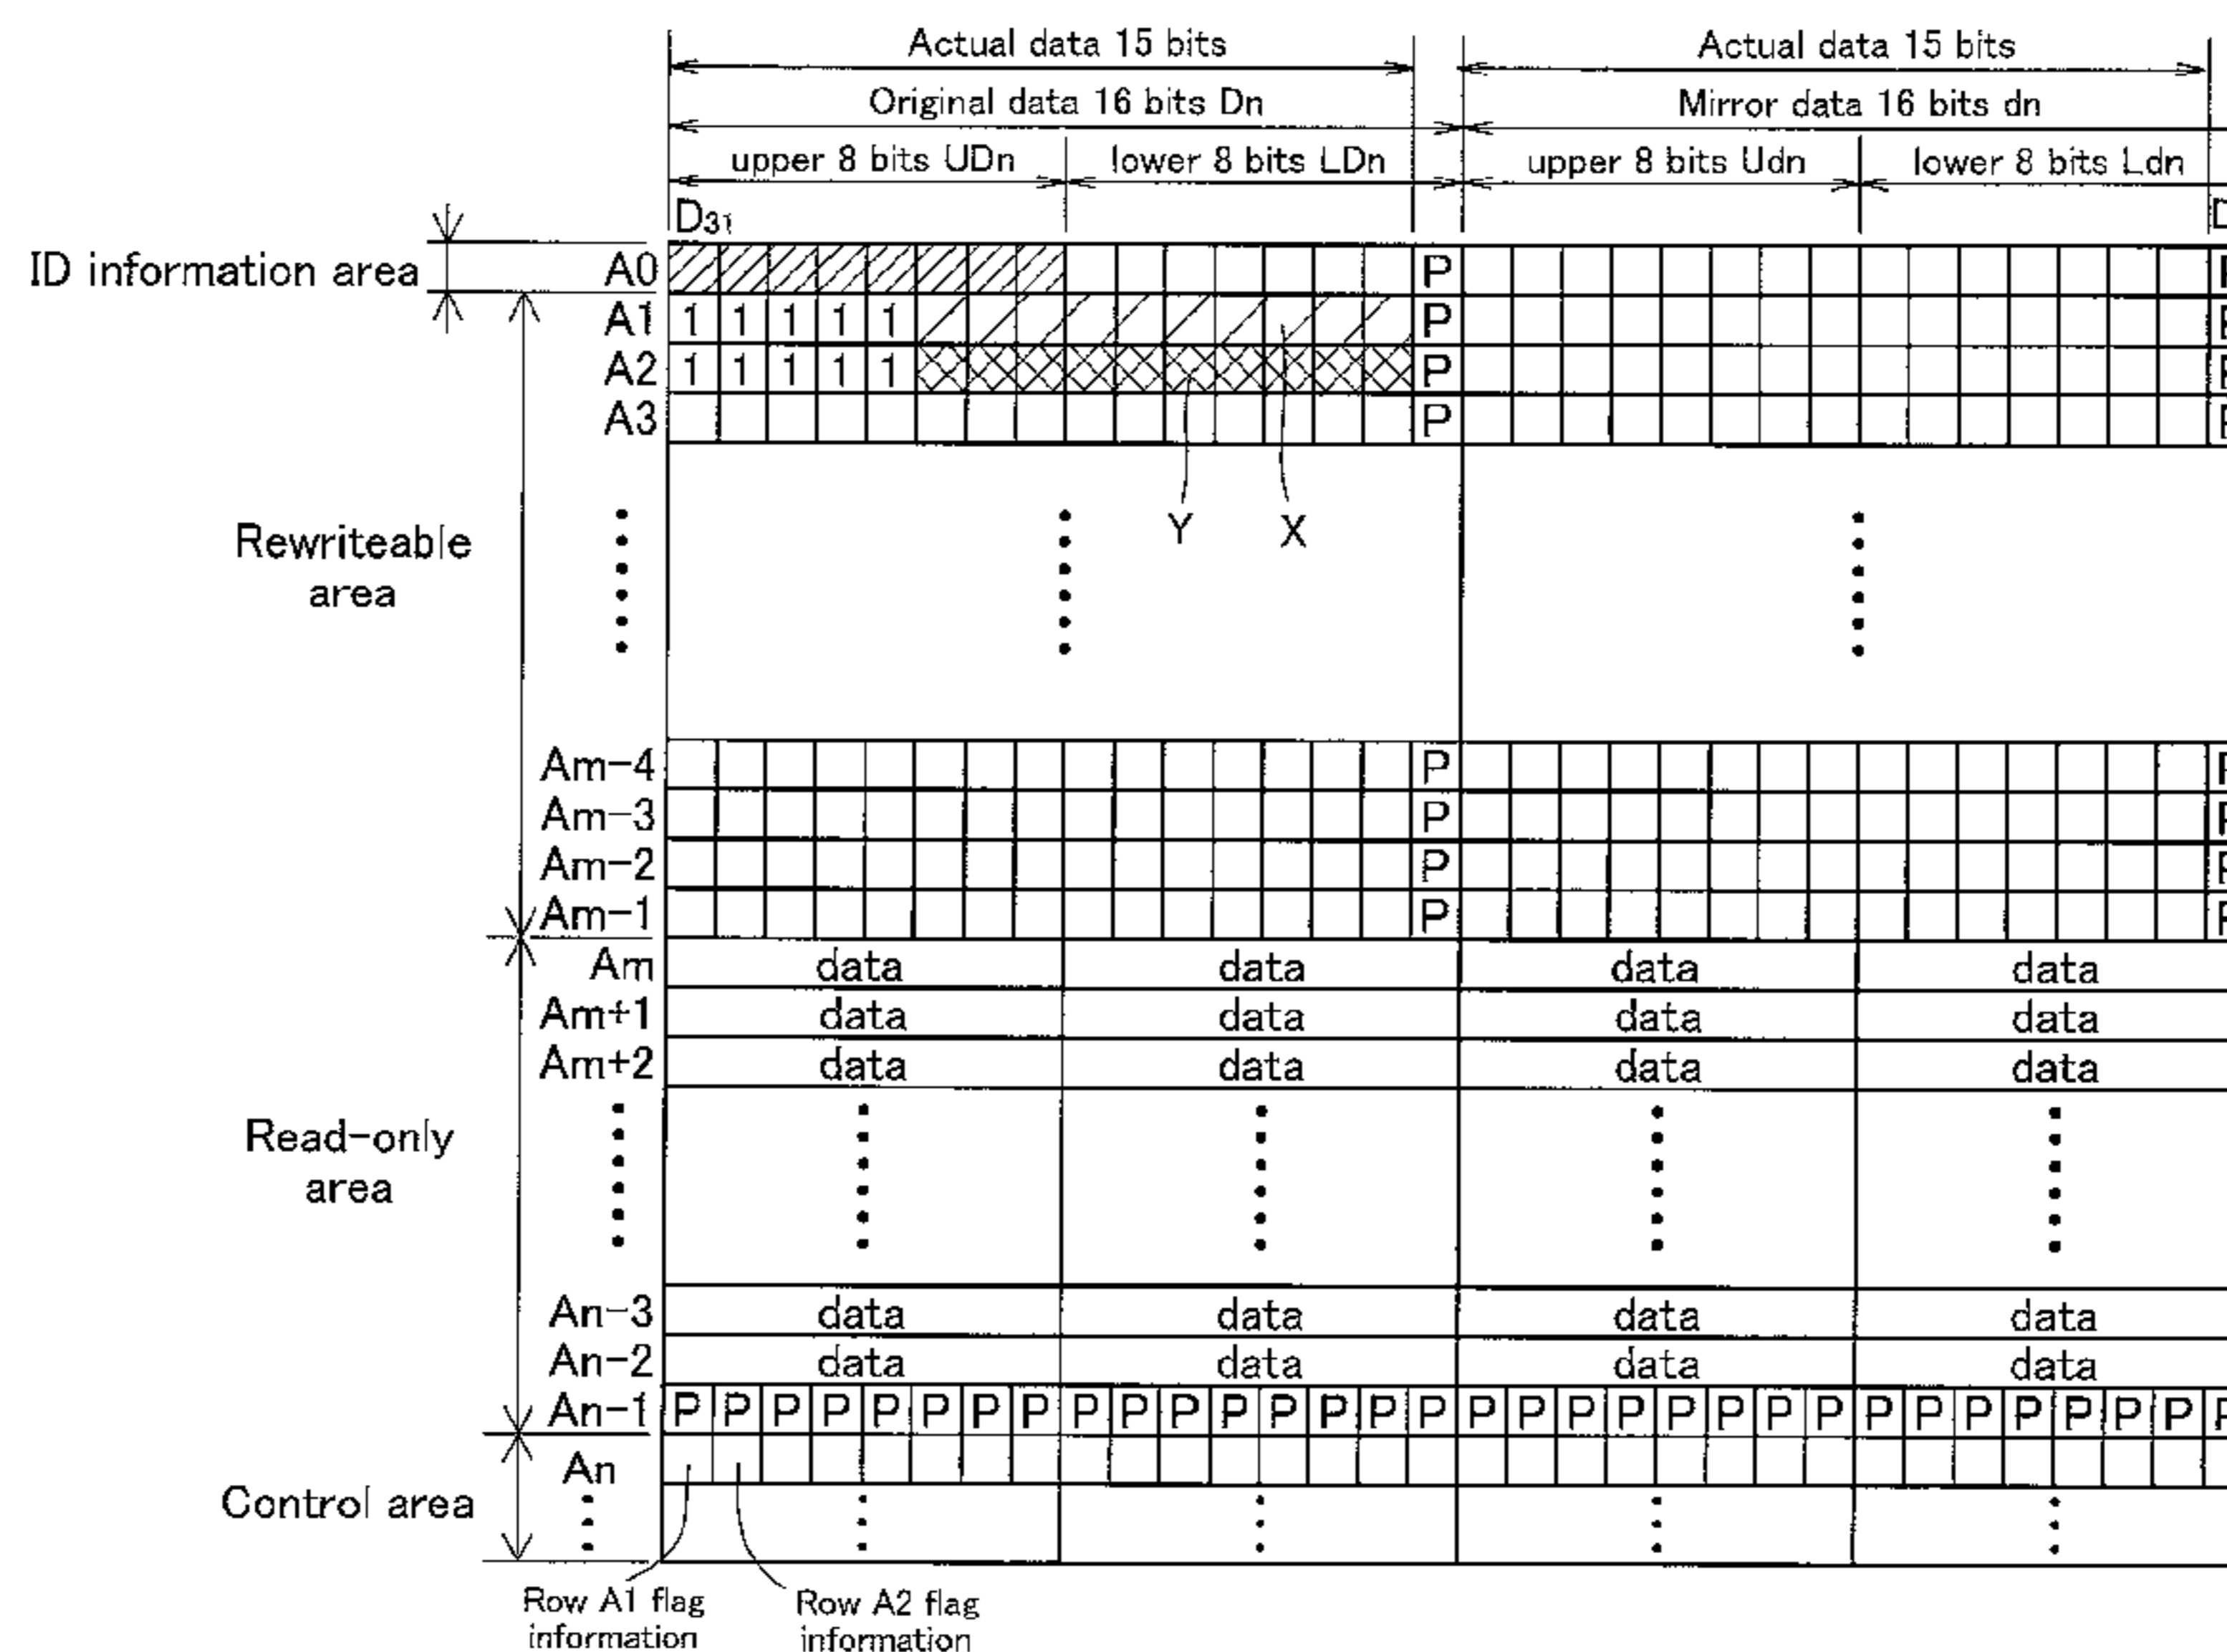 Actual data 15 bits Actual data 15 bits
Original data 16 bits Dn Mirror data 16 bits dn
upper 8 bits UDn lower 8 bits LDn upper 8 bits Udn lower 8 bits Ldn
D31
ID information area A0 P
A1 1 1 1 1 1 P
A2 1 1 1 1 1 P
A3 P
Y X
Rewriteable
area
Am-4 P
Am-3 P
Am-2 P
Am-1 P
Am data data data data
Am+1 data data data data
Am+2 data data data data
Read-only
area
An-3 data data data data
An-2 data data data data
An-1 P P P P P P P P P P P P P P P P P P P P P P P P P P P P P P P
An
Control area
Row A1 flag
information
Row A2 flag
information